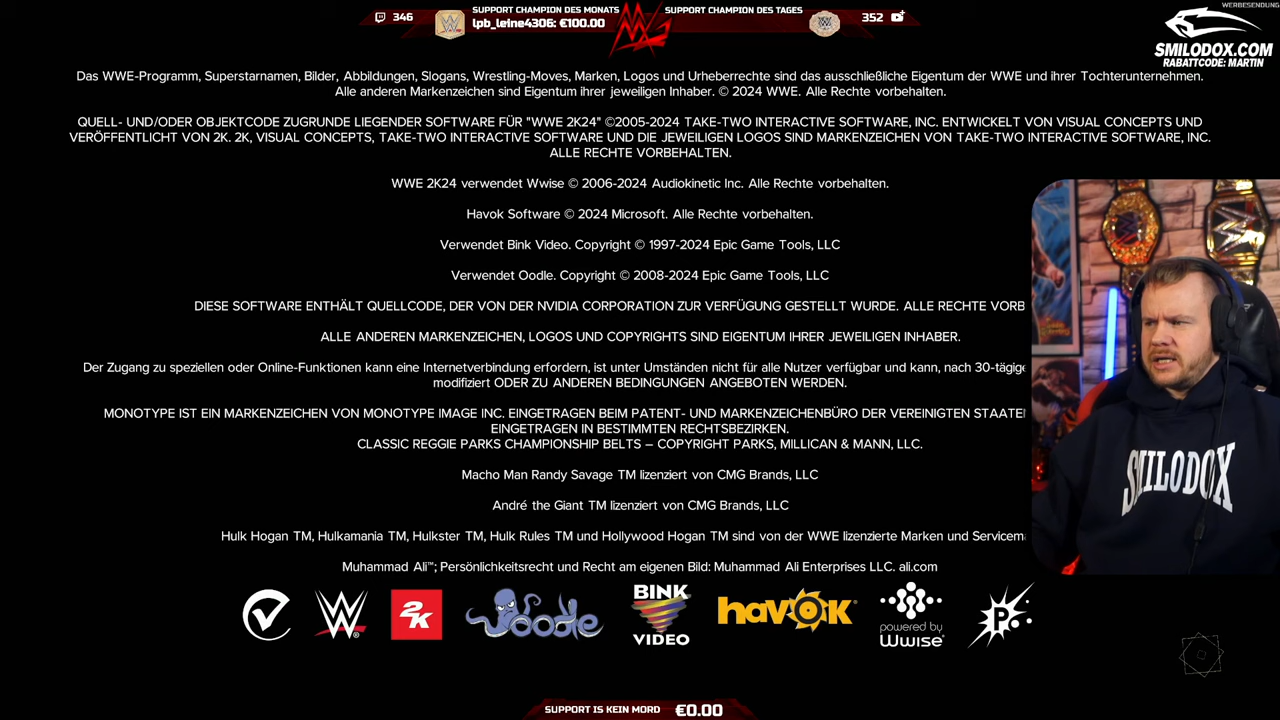 346
SUPPORT CHAMPION DES MONATS
lpb_leine4306: €100.00
SUPPORT CHAMPION DES TAGES
352
WERBESENDUNG
SMILODOX.COM
RABATTCODE: MARTIN
Das WWE-Programm, Superstarnamen, Bilder, Abbildungen, Slogans, Wrestling-Moves, Marken, Logos und Urheberrechte sind das ausschließliche Eigentum der WWE und ihrer Tochterunternehmen.
Alle anderen Markenzeichen sind Eigentum ihrer jeweiligen Inhaber. © 2024 WWE. Alle Rechte vorbehalten.
QUELL- UND/ODER OBJEKTCODE ZUGRUNDE LIEGENDER SOFTWARE FÜR "WWE 2K24" ©2005-2024 TAKE-TWO INTERACTIVE SOFTWARE, INC. ENTWICKELT VON VISUAL CONCEPTS UND
VERÖFFENTLICHT VON 2K. 2K, VISUAL CONCEPTS, TAKE-TWO INTERACTIVE SOFTWARE UND DIE JEWEILIGEN LOGOS SIND MARKENZEICHEN VON TAKE-TWO INTERACTIVE SOFTWARE, INC.
ALLE RECHTE VORBEHALTEN.
WWE 2K24 verwendet Wwise © 2006-2024 Audiokinetic Inc. Alle Rechte vorbehalten.
Havok Software © 2024 Microsoft. Alle Rechte vorbehalten.
Verwendet Bink Video. Copyright © 1997-2024 Epic Game Tools, LLC
Verwendet Oodle. Copyright © 2008-2024 Epic Game Tools, LLC
DIESE SOFTWARE ENTHÄLT QUELLCODE, DER VON DER NVIDIA CORPORATION ZUR VERFÜGUNG GESTELLT WURDE. ALLE RECHTE VORB
ALLE ANDEREN MARKENZEICHEN, LOGOS UND COPYRIGHTS SIND EIGENTUM IHRER JEWEILIGEN INHABER.
Der Zugang zu speziellen oder Online-Funktionen kann eine Internetverbindung erfordern, ist unter Umständen nicht für alle Nutzer verfügbar und kann, nach 30-tägige
modifiziert ODER ZU ANDEREN BEDINGUNGEN ANGEBOTEN WERDEN.
MONOTYPE IST EIN MARKENZEICHEN VON MONOTYPE IMAGE INC. EINGETRAGEN BEIM PATENT- UND MARKENZEICHENBÜRO DER VEREINIGTEN STAATEN
EINGETRAGEN IN BESTIMMTEN RECHTSBEZIRKEN.
CLASSIC REGGIE PARKS CHAMPIONSHIP BELTS – COPYRIGHT PARKS, MILLICAN & MANN, LLC.
Macho Man Randy Savage TM lizenziert von CMG Brands, LLC
André the Giant TM lizenziert von CMG Brands, LLC
Hulk Hogan TM, Hulkamania TM, Hulkster TM, Hulk Rules TM und Hollywood Hogan TM sind von der WWE lizenzierte Marken und Servicema
Muhammad Ali™; Persönlichkeitsrecht und Recht am eigenen Bild: Muhammad Ali Enterprises LLC. ali.com
SMILODOX
W
2K
oodle
BINK
VIDEO
havok
powered by
Wwise
P
SUPPORT IS KEIN MORD
€0.00